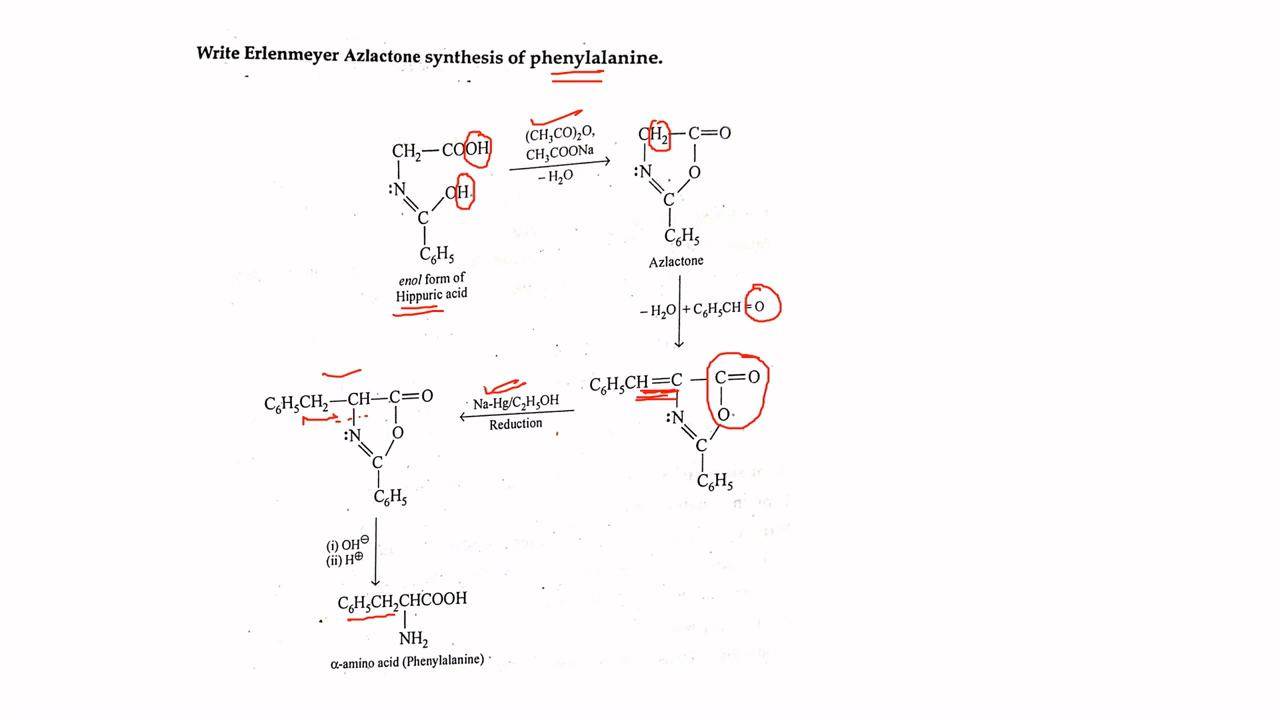 Write Erlenmeyer Azlactone synthesis of phenylalanine.
CH₂—COOH
:N
OH
C
C₆H₅
enol form of
Hippuric acid
(CH₃CO)₂O,
CH₃COONa
–H₂O
CH₂—C=O
:N
O
C
C₆H₅
Azlactone
–H₂O +C₆H₅CH=O
C₆H₅CH=C—C=O
:N
O
C
C₆H₅
Na-Hg/C₂H₅OH
Reduction
C₆H₅CH₂—CH—C=O
:N
O
C
C₆H₅
(i) OH⊖
(ii) H⊕
C₆H₅CH₂CHCOOH
NH₂
α-amino acid (Phenylalanine)